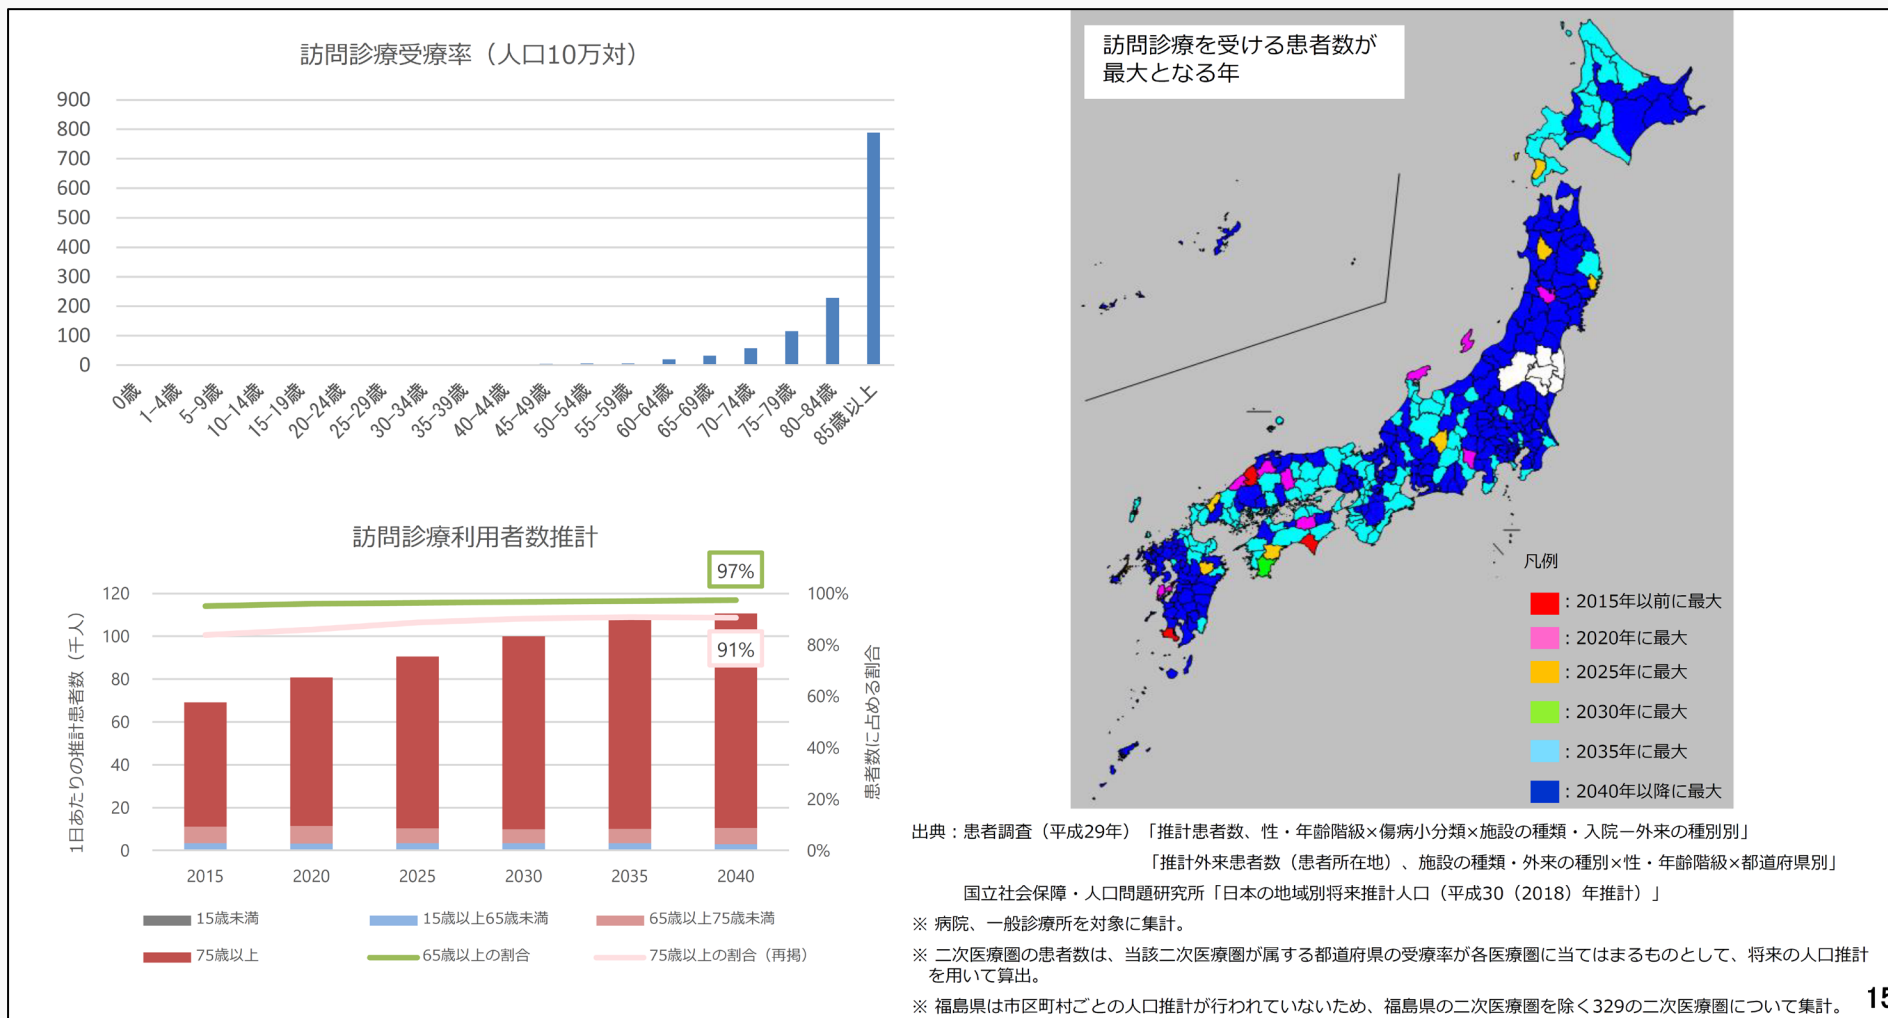 訪問診療受療率（人口10万対）
900
800
700
600
500
400
300
200
100
0
0歳
1-4歳
5-9歳
10-14歳
15-19歳
20-24歳
25-29歳
30-34歳
35-39歳
40-44歳
45-49歳
50-54歳
55-59歳
60-64歳
65-69歳
70-74歳
75-79歳
80-84歳
85歳以上
訪問診療利用者数推計
1日あたりの推計患者数（千人）
120
100
80
60
40
20
0
97%
91%
100%
80%
60%
40%
20%
0%
患者数に占める割合
2015
2020
2025
2030
2035
2040
15歳未満
15歳以上65歳未満
65歳以上75歳未満
75歳以上
65歳以上の割合
75歳以上の割合（再掲）
訪問診療を受ける患者数が
最大となる年
凡例
：2015年以前に最大
：2020年に最大
：2025年に最大
：2030年に最大
：2035年に最大
：2040年以降に最大
出典：患者調査（平成29年）「推計患者数、性・年齢階級×傷病小分類×施設の種類・入院－外来の種別別」
「推計外来患者数（患者所在地）、施設の種類・外来の種別×性・年齢階級×都道府県別」
国立社会保障・人口問題研究所「日本の地域別将来推計人口（平成30（2018）年推計）」
※ 病院、一般診療所を対象に集計。
※ 二次医療圏の患者数は、当該二次医療圏が属する都道府県の受療率が各医療圏に当てはまるものとして、将来の人口推計
を用いて算出。
※ 福島県は市区町村ごとの人口推計が行われていないため、福島県の二次医療圏を除く329の二次医療圏について集計。
15